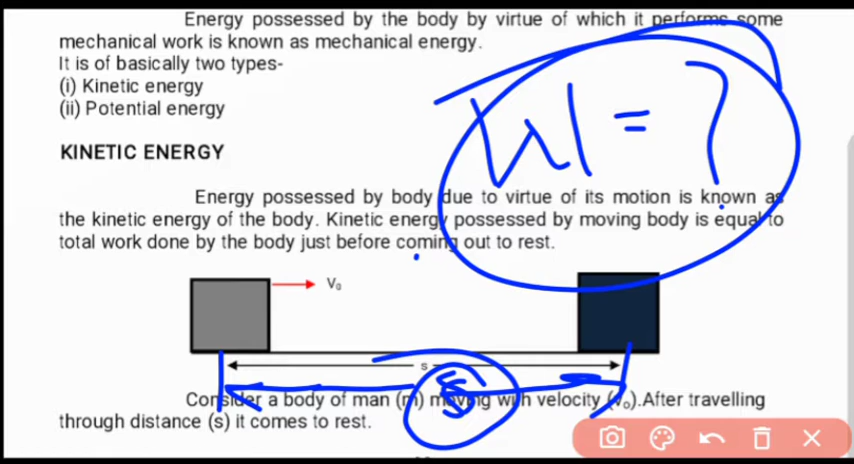 Energy possessed by the body by virtue of which it performs some
mechanical work is known as mechanical energy.
It is of basically two types-
(i) Kinetic energy
(ii) Potential energy
W = ?
KINETIC ENERGY
Energy possessed by body due to virtue of its motion is known as
the kinetic energy of the body. Kinetic energy possessed by moving body is equal to
total work done by the body just before coming out to rest.
V₀
s
S
Consider a body of man (m) moving with velocity (v₀).After travelling
through distance (s) it comes to rest.